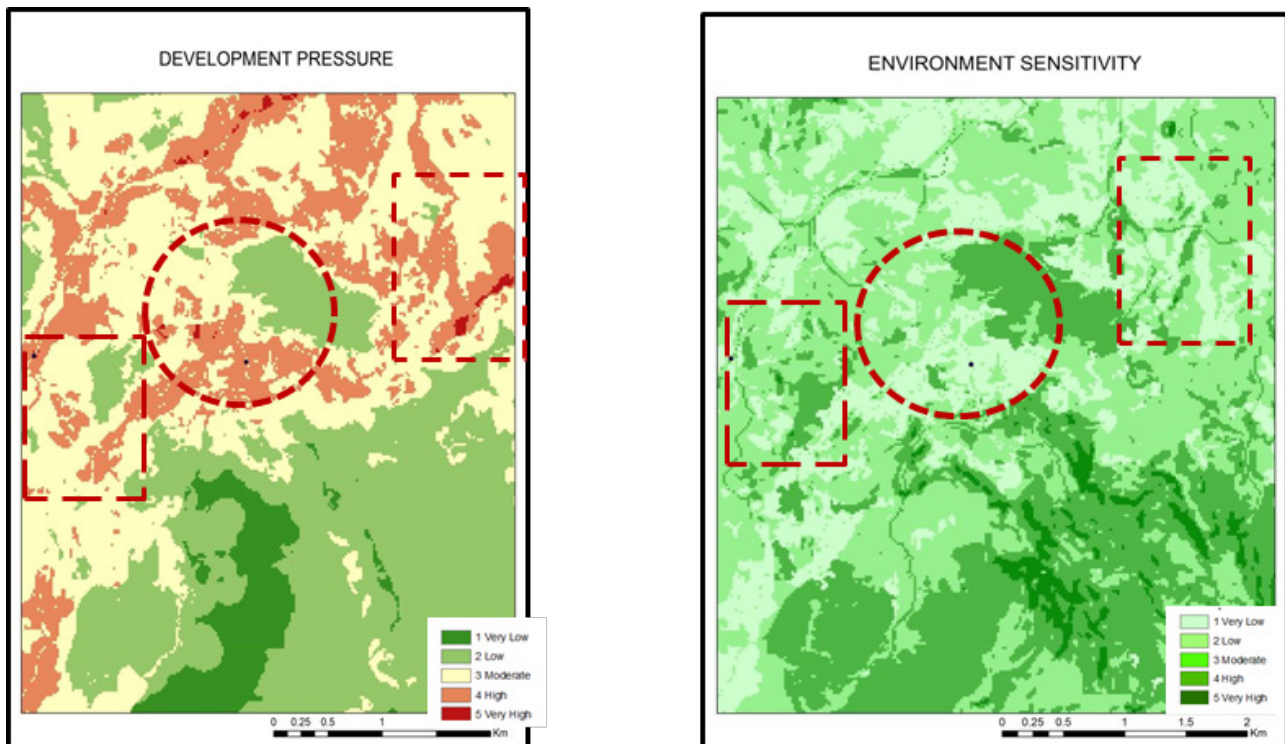 DEVELOPMENT PRESSURE
1 Very Low
2 Low
3 Moderate
4 High
5 Very High
0 0.25 0.5 1
Km
ENVIRONMENT SENSITIVITY
1 Very Low
2 Low
3 Moderate
4 High
5 Very High
0 0.25 0.5 1 1.5 2
Km